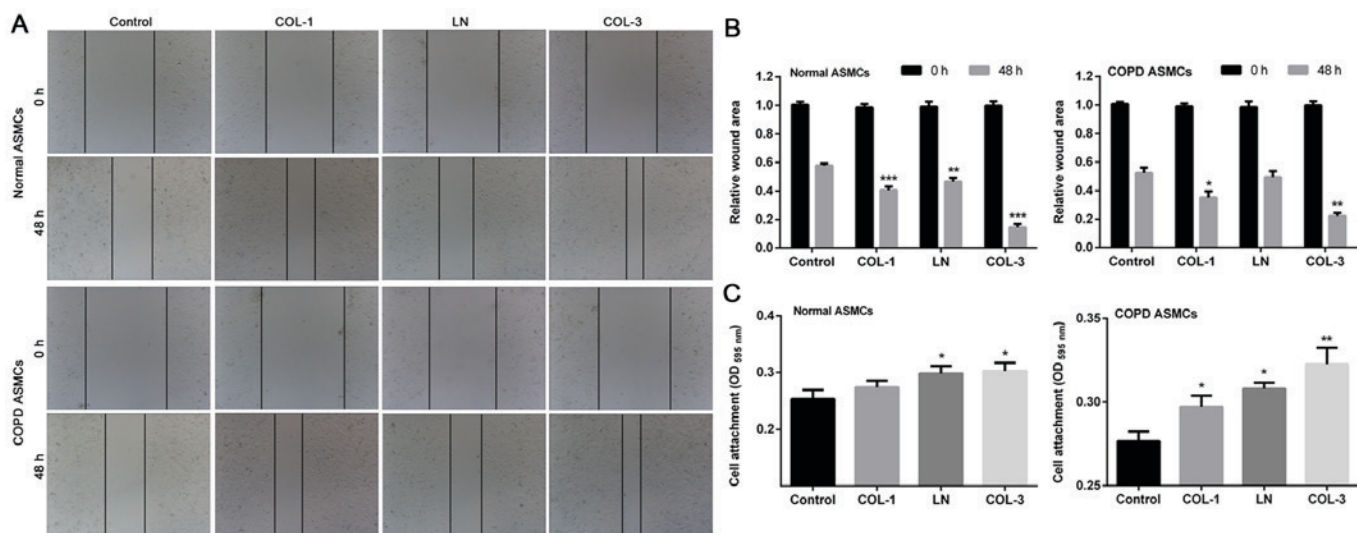 A
Control
COL-1
LN
COL-3
Normal ASMCs
0 h
48 h
COPD ASMCs
0 h
48 h
B
Normal ASMCs
0 h
48 h
Relative wound area
1.2
1.0
0.8
0.6
0.4
0.2
0.0
***
**
***
Control
COL-1
LN
COL-3
COPD ASMCs
0 h
48 h
Relative wound area
1.2
1.0
0.8
0.6
0.4
0.2
0.0
*
**
Control
COL-1
LN
COL-3
C
Normal ASMCs
Cell attachment (OD 595 nm)
0.4
0.3
0.2
*
*
Control
COL-1
LN
COL-3
COPD ASMCs
Cell attachment (OD 595 nm)
0.35
0.30
0.25
*
*
**
Control
COL-1
LN
COL-3